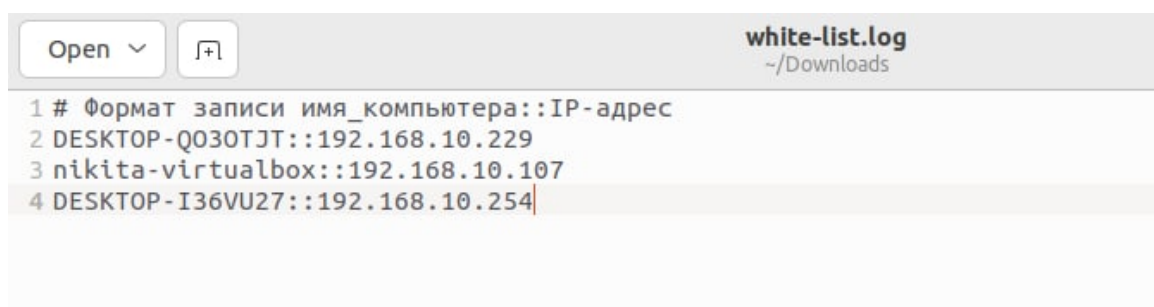 Open
white-list.log
~/Downloads
1 # Формат записи имя_компьютера::IP-адрес
2 DESKTOP-QO3OTJT::192.168.10.229
3 nikita-virtualbox::192.168.10.107
4 DESKTOP-I36VU27::192.168.10.254